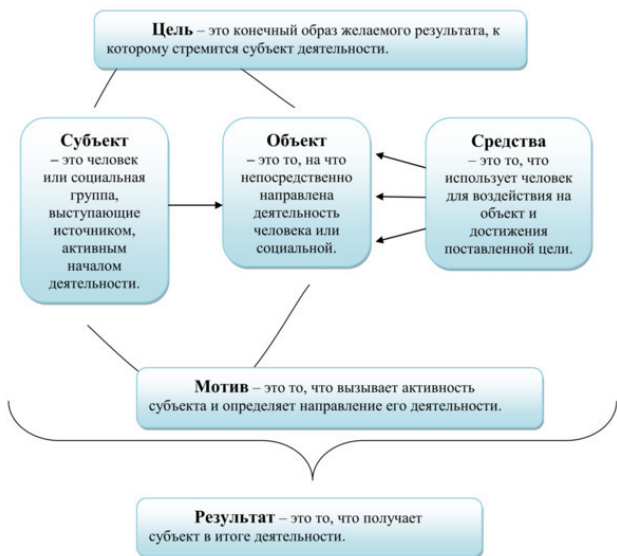 Цель – это конечный образ желаемого результата, к
которому стремится субъект деятельности.
Субъект
– это человек
или социальная
группа,
выступающие
источником,
активным
началом
деятельности.
Объект
– это то, на что
непосредственно
направлена
деятельность
человека или
социальной.
Средства
– это то, что
использует человек
для воздействия на
объект и
достижения
поставленной цели.
Мотив – это то, что вызывает активность
субъекта и определяет направление его деятельности.
Результат – это то, что получает
субъект в итоге деятельности.